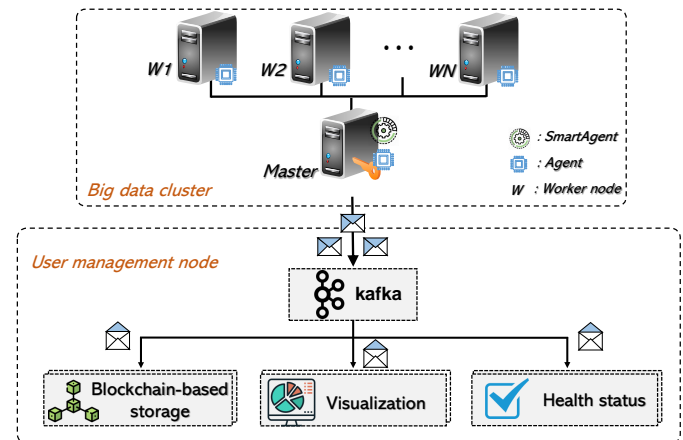 W1
W2
WN
: SmartAgent
: Agent
W : Worker node
Master
Big data cluster
User management node
kafka
Blockchain-based
storage
Visualization
Health status